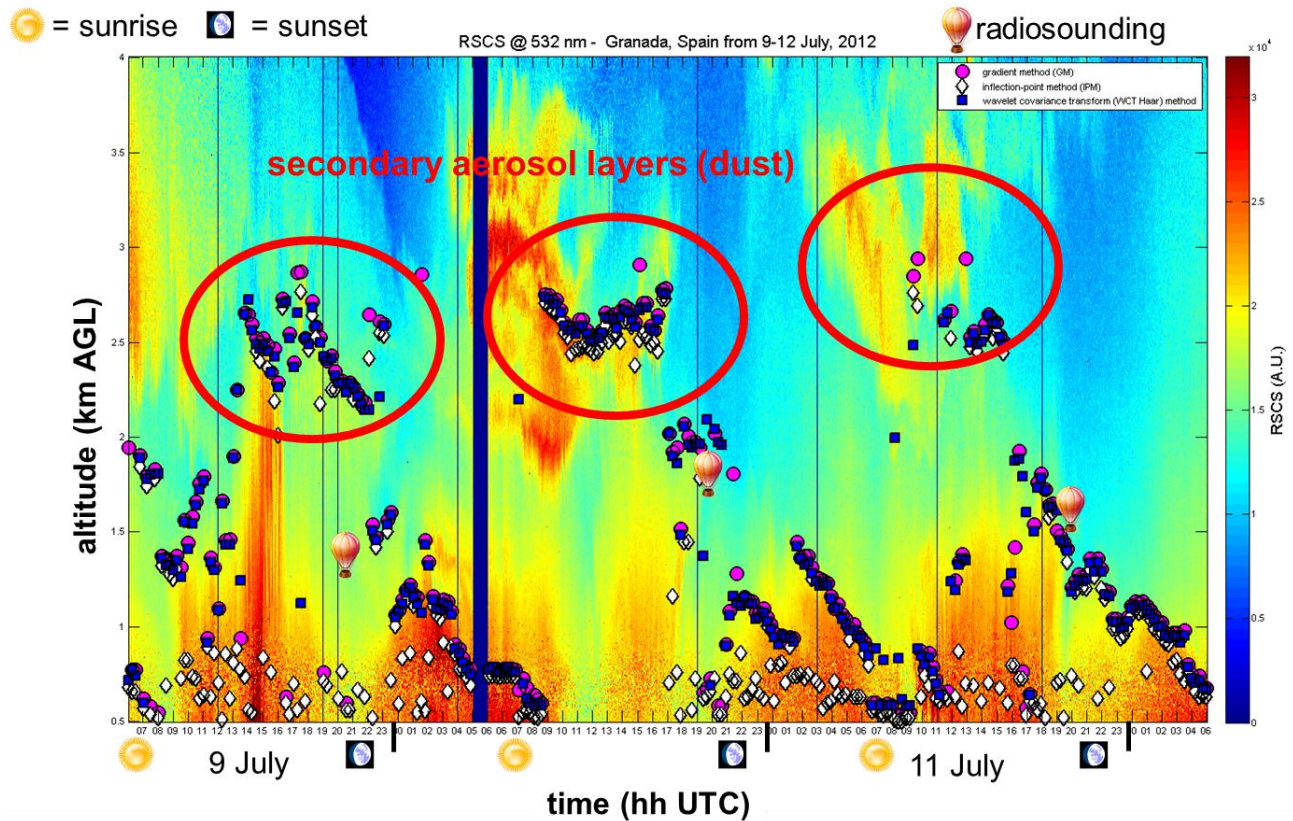 = sunrise = sunset radiosounding
RSCS @ 532 nm - Granada, Spain from 9-12 July, 2012
x 10⁴
gradient method (GM)
inflection-point method (IPM)
wavelet covariance transform (WCT Haar) method
secondary aerosol layers (dust)
altitude (km AGL)
4
3.5
3
2.5
2
1.5
1
0.5
3
2.5
2
1.5
1
0.5
0
RSCS (A.U.)
07 08 09 10 11 12 13 14 15 16 17 18 19 20 21 22 23 00 01 02 03 04 05 06 06 07 08 09 10 11 12 13 14 15 16 17 18 19 20 21 22 23 00 01 02 03 04 05 06 07 08 09 10 11 12 13 14 15 16 17 18 19 20 21 22 23 00 01 02 03 04 05 06
9 July 11 July
time (hh UTC)